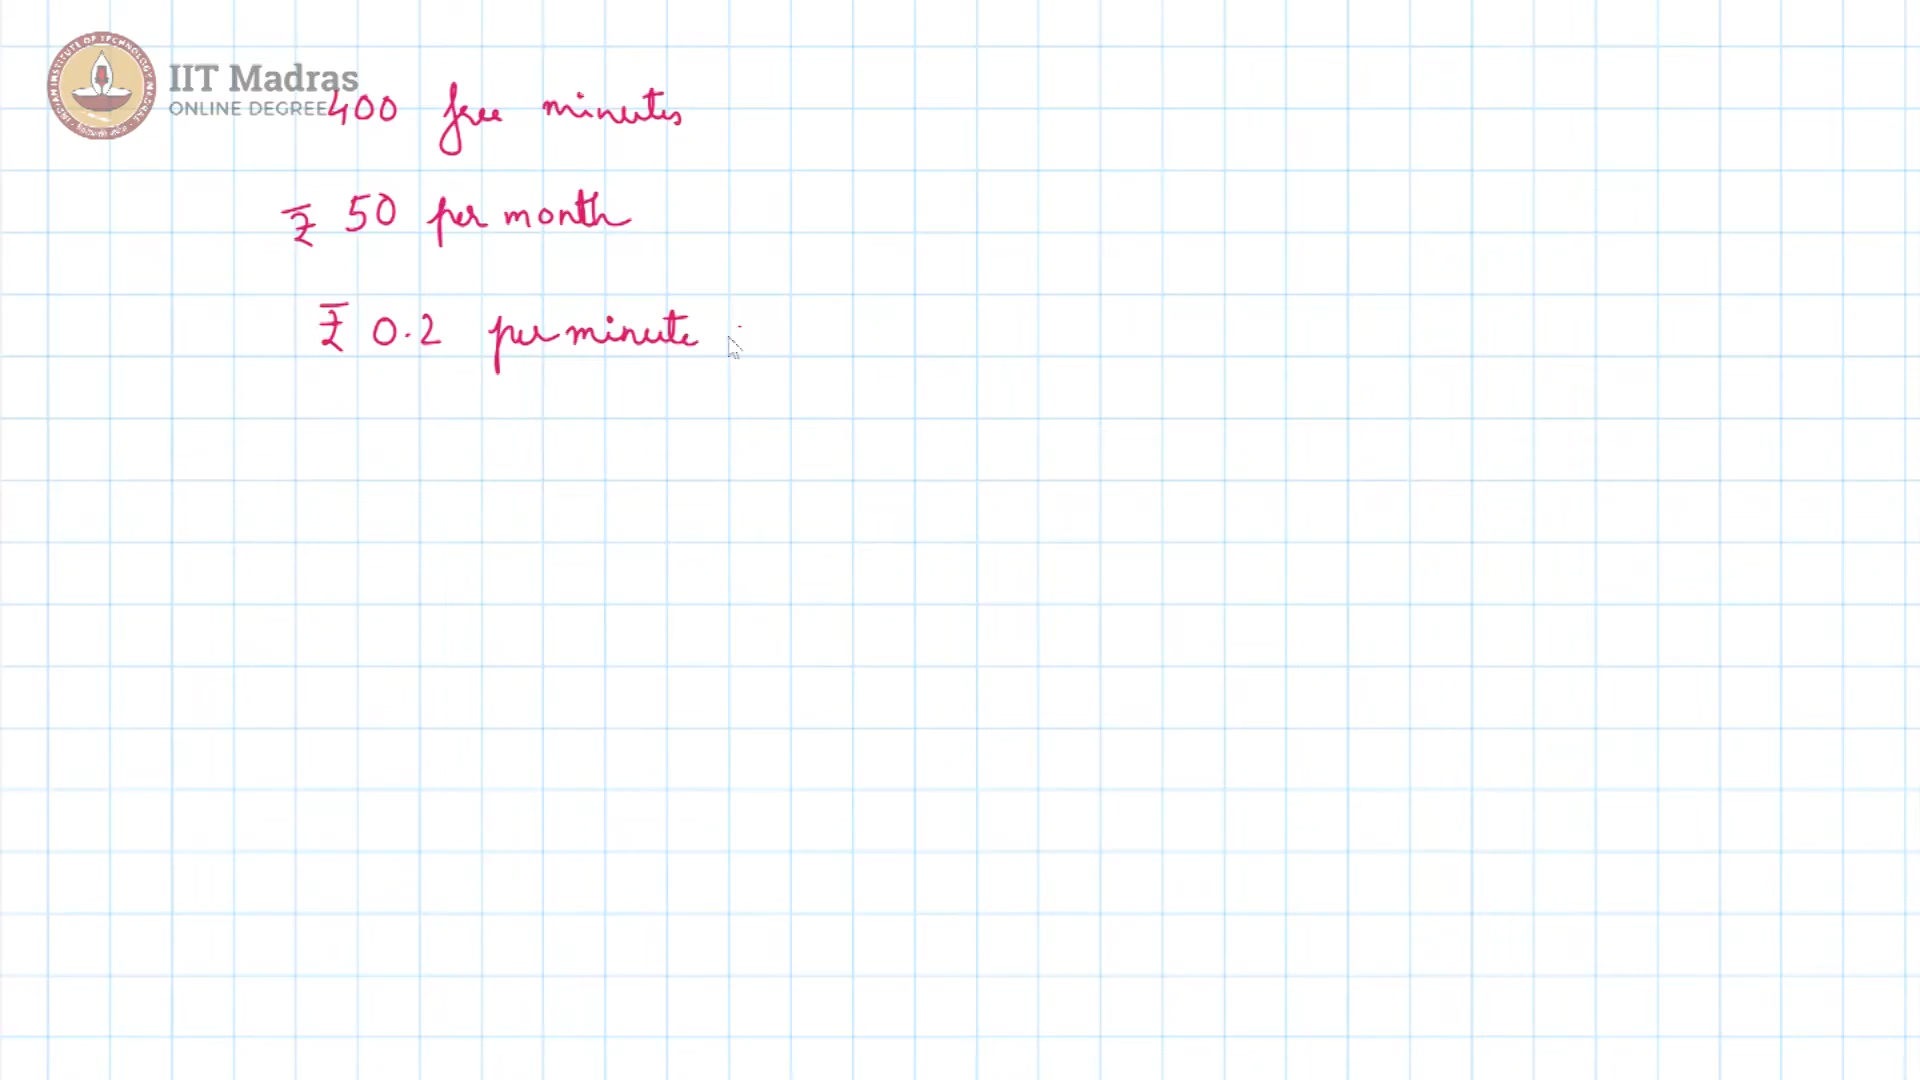 IIT Madras
ONLINE DEGREE
400 free minutes
₹ 50 per month
₹ 0.2 per minute